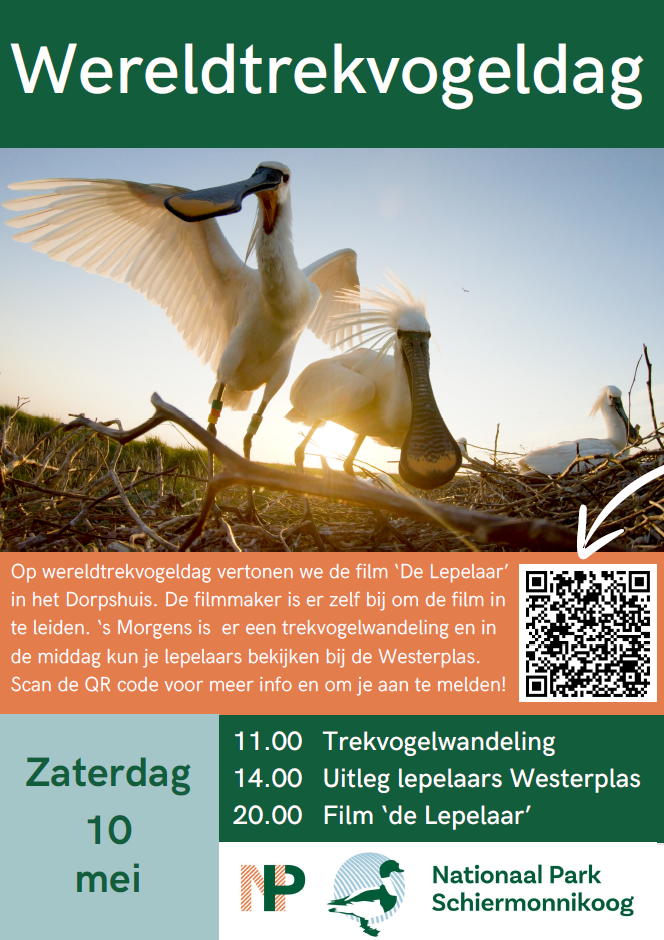 Wereldtrekvogeldag
Op wereldtrekvogeldag vertonen we de film ‘De Lepelaar’
in het Dorpshuis. De filmmaker is er zelf bij om de film in
te leiden. ‘s Morgens is  er een trekvogelwandeling en in
de middag kun je lepelaars bekijken bij de Westerplas.
Scan de QR code voor meer info en om je aan te melden!
Zaterdag
10
mei
11.00 Trekvogelwandeling
14.00 Uitleg lepelaars Westerplas
20.00 Film ‘de Lepelaar’
NP
Nationaal Park
Schiermonnikoog